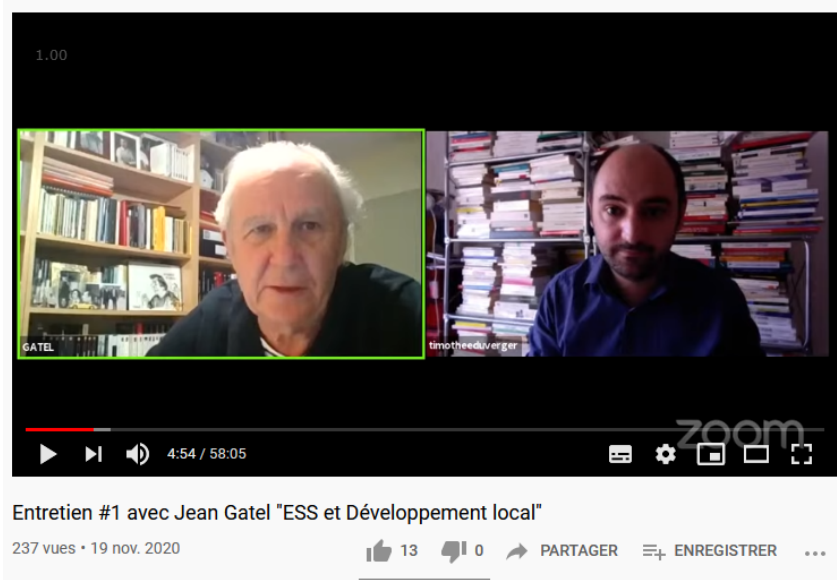 1.00
GATEL
timotheeduverger
zoom
4:54 / 58:05
Entretien #1 avec Jean Gatel "ESS et Développement local"
237 vues • 19 nov. 2020
13 0 PARTAGER ENREGISTRER ...